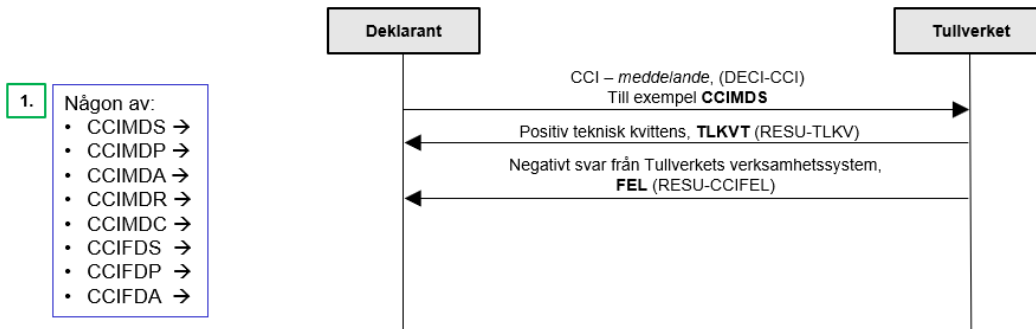 Deklarant
Tullverket
1.
Någon av:
• CCIMDS →
• CCIMDP →
• CCIMDA →
• CCIMDR →
• CCIMDC →
• CCIFDS →
• CCIFDP →
• CCIFDA →
CCI – meddelande, (DECI-CCI)
Till exempel CCIMDS
Positiv teknisk kvittens, TLKVT (RESU-TLKV)
Negativt svar från Tullverkets verksamhetssystem,
FEL (RESU-CCIFEL)